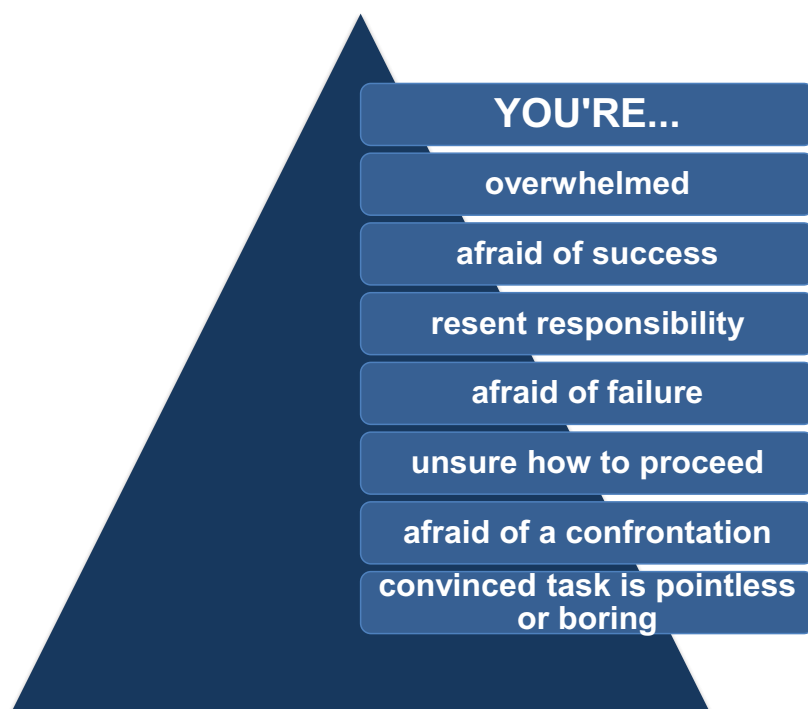 YOU'RE...
overwhelmed
afraid of success
resent responsibility
afraid of failure
unsure how to proceed
afraid of a confrontation
convinced task is pointless
or boring